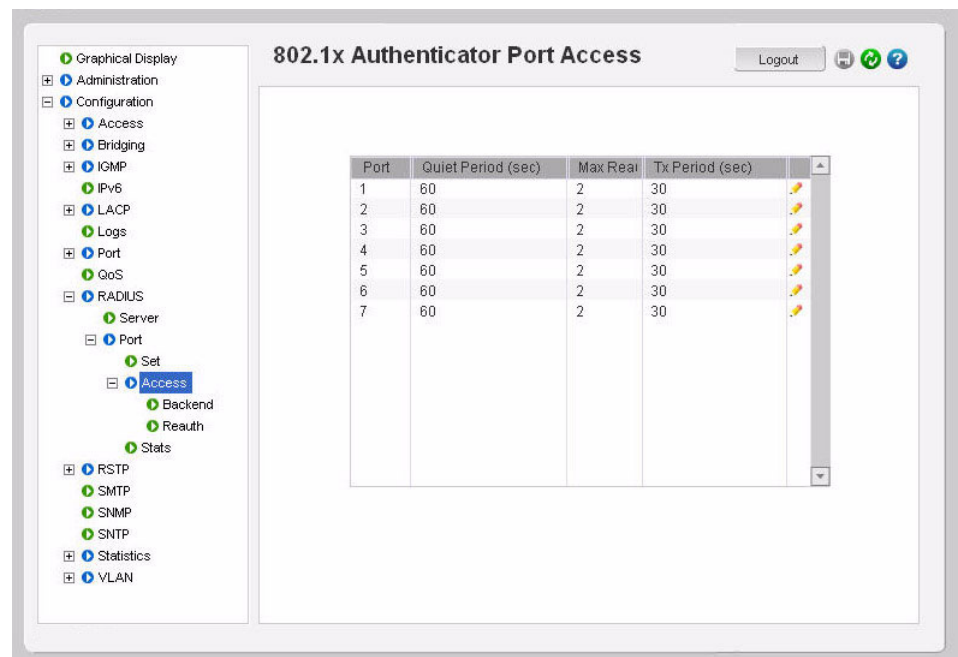 802.1x Authenticator Port Access
Logout
Graphical Display
Administration
Configuration
Access
Bridging
IGMP
IPv6
LACP
Logs
Port
QoS
RADIUS
Server
Port
Set
Access
Backend
Reauth
Stats
RSTP
SMTP
SNMP
SNTP
Statistics
VLAN
Port Quiet Period (sec) Max Reau Tx Period (sec)
1 60 2 30
2 60 2 30
3 60 2 30
4 60 2 30
5 60 2 30
6 60 2 30
7 60 2 30